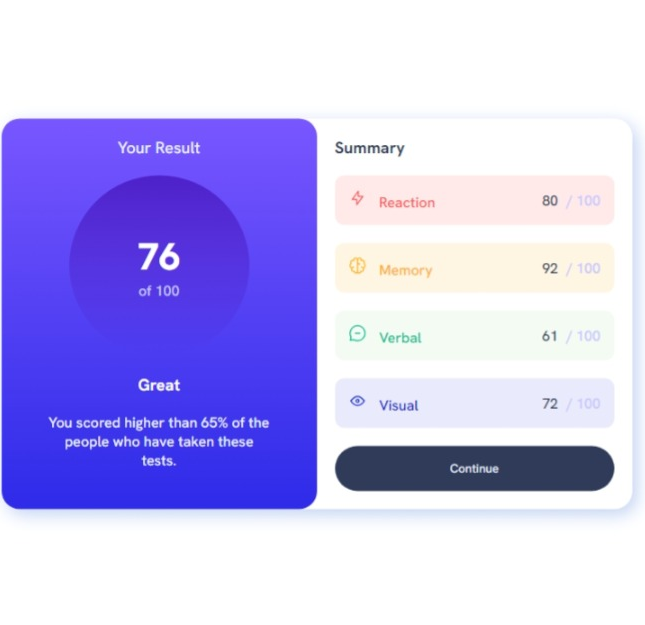 Your Result
76
of 100
Great
You scored higher than 65% of the
people who have taken these
tests.
Summary
Reaction 80 / 100
Memory 92 / 100
Verbal 61 / 100
Visual 72 / 100
Continue